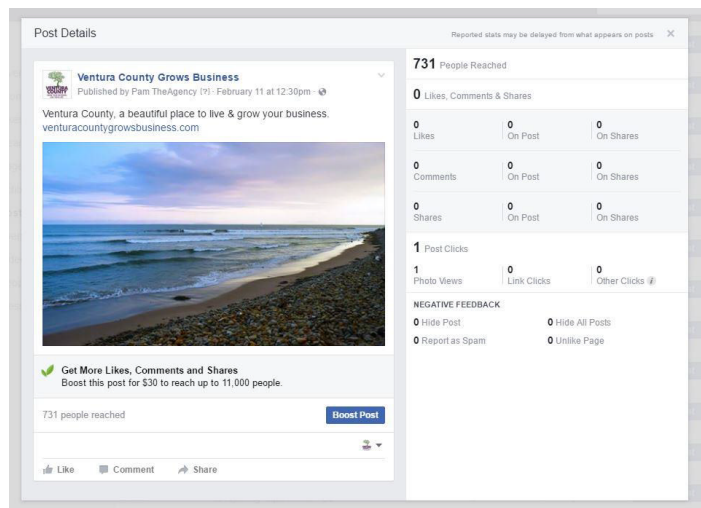 Post Details
Reported stats may be delayed from what appears on posts
Ventura County Grows Business
Published by Pam TheAgency [?] · February 11 at 12:30pm ·
Ventura County, a beautiful place to live & grow your business.
venturacountygrowsbusiness.com
Get More Likes, Comments and Shares
Boost this post for $30 to reach up to 11,000 people.
731 people reached
Boost Post
Like Comment Share
731 People Reached
0 Likes, Comments & Shares
0 0 0
Likes On Post On Shares
0 0 0
Comments On Post On Shares
0 0 0
Shares On Post On Shares
1 Post Clicks
1 0 0
Photo Views Link Clicks Other Clicks i
NEGATIVE FEEDBACK
0 Hide Post 0 Hide All Posts
0 Report as Spam 0 Unlike Page